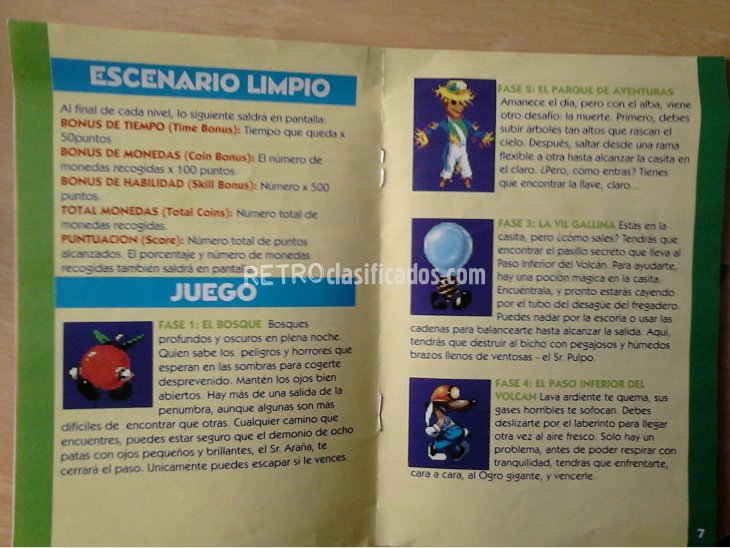 ESCENARIO LIMPIO
Al final de cada nivel, lo siguiente saldrá en pantalla:
BONUS DE TIEMPO (Time Bonus): Tiempo que queda x
50puntos
BONUS DE MONEDAS (Coin Bonus): El número de
monedas recogidas x 100 puntos.
BONUS DE HABILIDAD (Skill Bonus): Número x 500
puntos.
TOTAL MONEDAS (Total Coins): Numero total de
monedas recogidas.
PUNTUACION (Score): Número total de puntos
alcanzados. El porcentaje y número de monedas
recogidas también saldrá en pantalla
JUEGO
FASE 1: EL BOSQUE Bosques
profundos y oscuros en plena noche.
Quien sabe los peligros y horrores que
esperan en las sombras para cogerte
desprevenido. Mantén los ojos bien
abiertos. Hay más de una salida de la
penumbra, aunque algunas son más
difíciles de encontrar que otras. Cualquier camino que
encuentres, puedes estar seguro que el demonio de ocho
patas con ojos pequeños y brillantes, el Sr. Araña, te
cerrará el paso. Unicamente puedes escapar si le vences.
FASE 2: EL PARQUE DE AVENTURAS
Amanece el día, pero con el alba, viene
otro desafío: la muerte. Primero, debes
subir árboles tan altos que rascan el
cielo. Después, saltar desde una rama
flexible a otra hasta alcanzar la casita en
el claro. ¿Pero, cómo entras? Tienes
que encontrar la llave, claro...
FASE 3: LA VIL GALLINA Estás en la
casita, pero ¿cómo sales? Tendrás que
encontrar el pasillo secreto que lleva al
Paso Inferior del Volcán. Para ayudarte,
hay una poción mágica en la casita.
Encuéntrala, y pronto estarás cayendo
por el tubo del desagüe del fregadero.
Puedes nadar por la escoria o usar las
cadenas para balancearte hasta alcanzar la salida. Aquí,
tendrás que destruir al bicho con pegajosos y húmedos
brazos llenos de ventosas - el Sr. Pulpo.
FASE 4: EL PASO INFERIOR DEL
VOLCAN Lava ardiente te quema, sus
gases horribles te sofocan. Debes
deslizarte por el laberinto para llegar
otra vez al aire fresco. Sólo hay un
problema, antes de poder respirar con
tranquilidad, tendrás que enfrentarte,
cara a cara, al Ogro gigante, y vencerle.
7
RETROclasificados.com